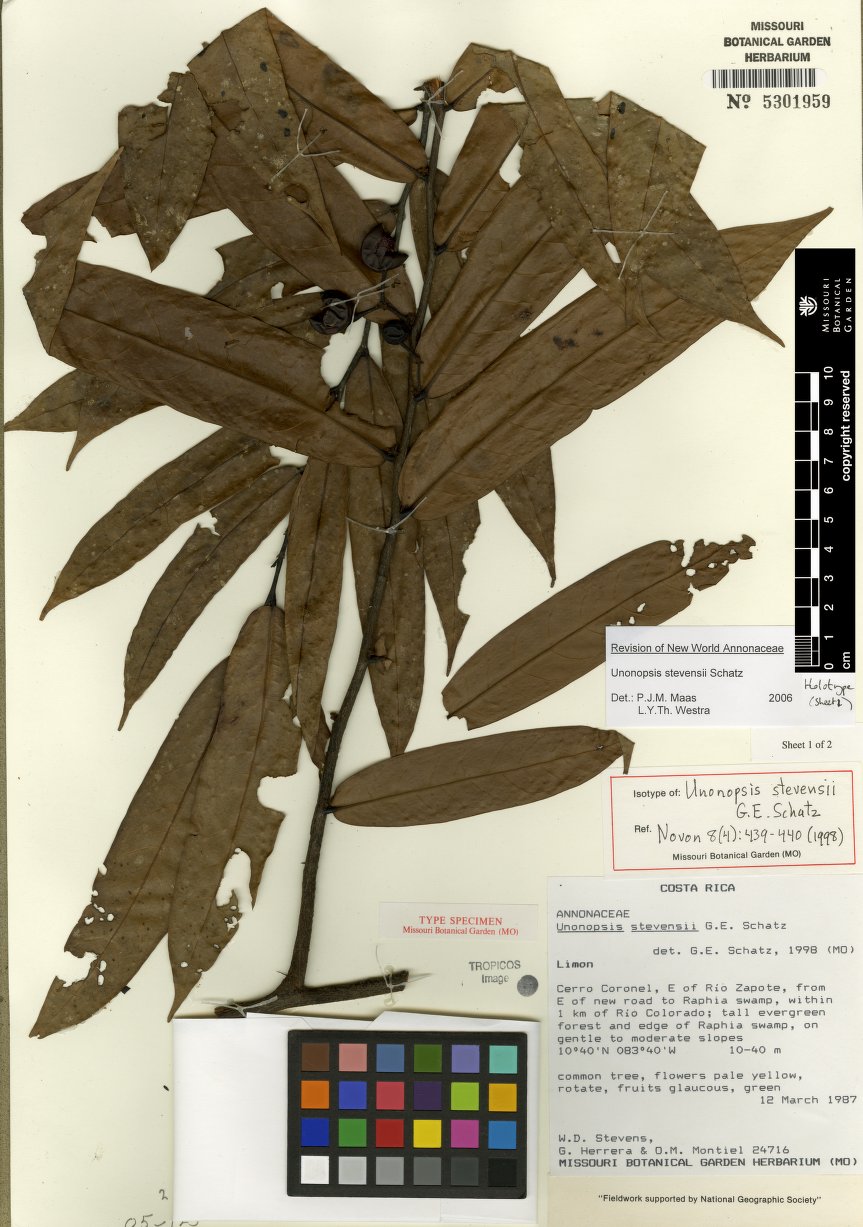 MISSOURI
BOTANICAL GARDEN
HERBARIUM
Nº 5301959
MISSOURI
BOTANICAL
GARDEN
copyright reserved
10
9
8
7
6
5
4
3
2
1
0
cm
Revision of New World Annonaceae
Unonopsis stevensii Schatz
Det.: P.J.M. Maas 2006
L.Y.Th. Westra
Holotype
(sheet 1)
Sheet 1 of 2
Isotype of: Unonopsis stevensii
G.E. Schatz
Ref. Novon 8(4):439-440 (1998)
Missouri Botanical Garden (MO)
TYPE SPECIMEN
Missouri Botanical Garden (MO)
TROPICOS
Image
COSTA RICA
ANNONACEAE
Unonopsis stevensii G.E. Schatz
det. G.E. Schatz, 1998 (MO)
Limon
Cerro Coronel, E of Río Zapote, from
E of new road to Raphia swamp, within
1 km of Río Colorado; tall evergreen
forest and edge of Raphia swamp, on
gentle to moderate slopes
10°40'N 083°40'W 10-40 m
common tree, flowers pale yellow,
rotate, fruits glaucous, green
12 March 1987
W.D. Stevens,
G. Herrera & O.M. Montiel 24716
MISSOURI BOTANICAL GARDEN HERBARIUM (MO)
"Fieldwork supported by National Geographic Society"
2